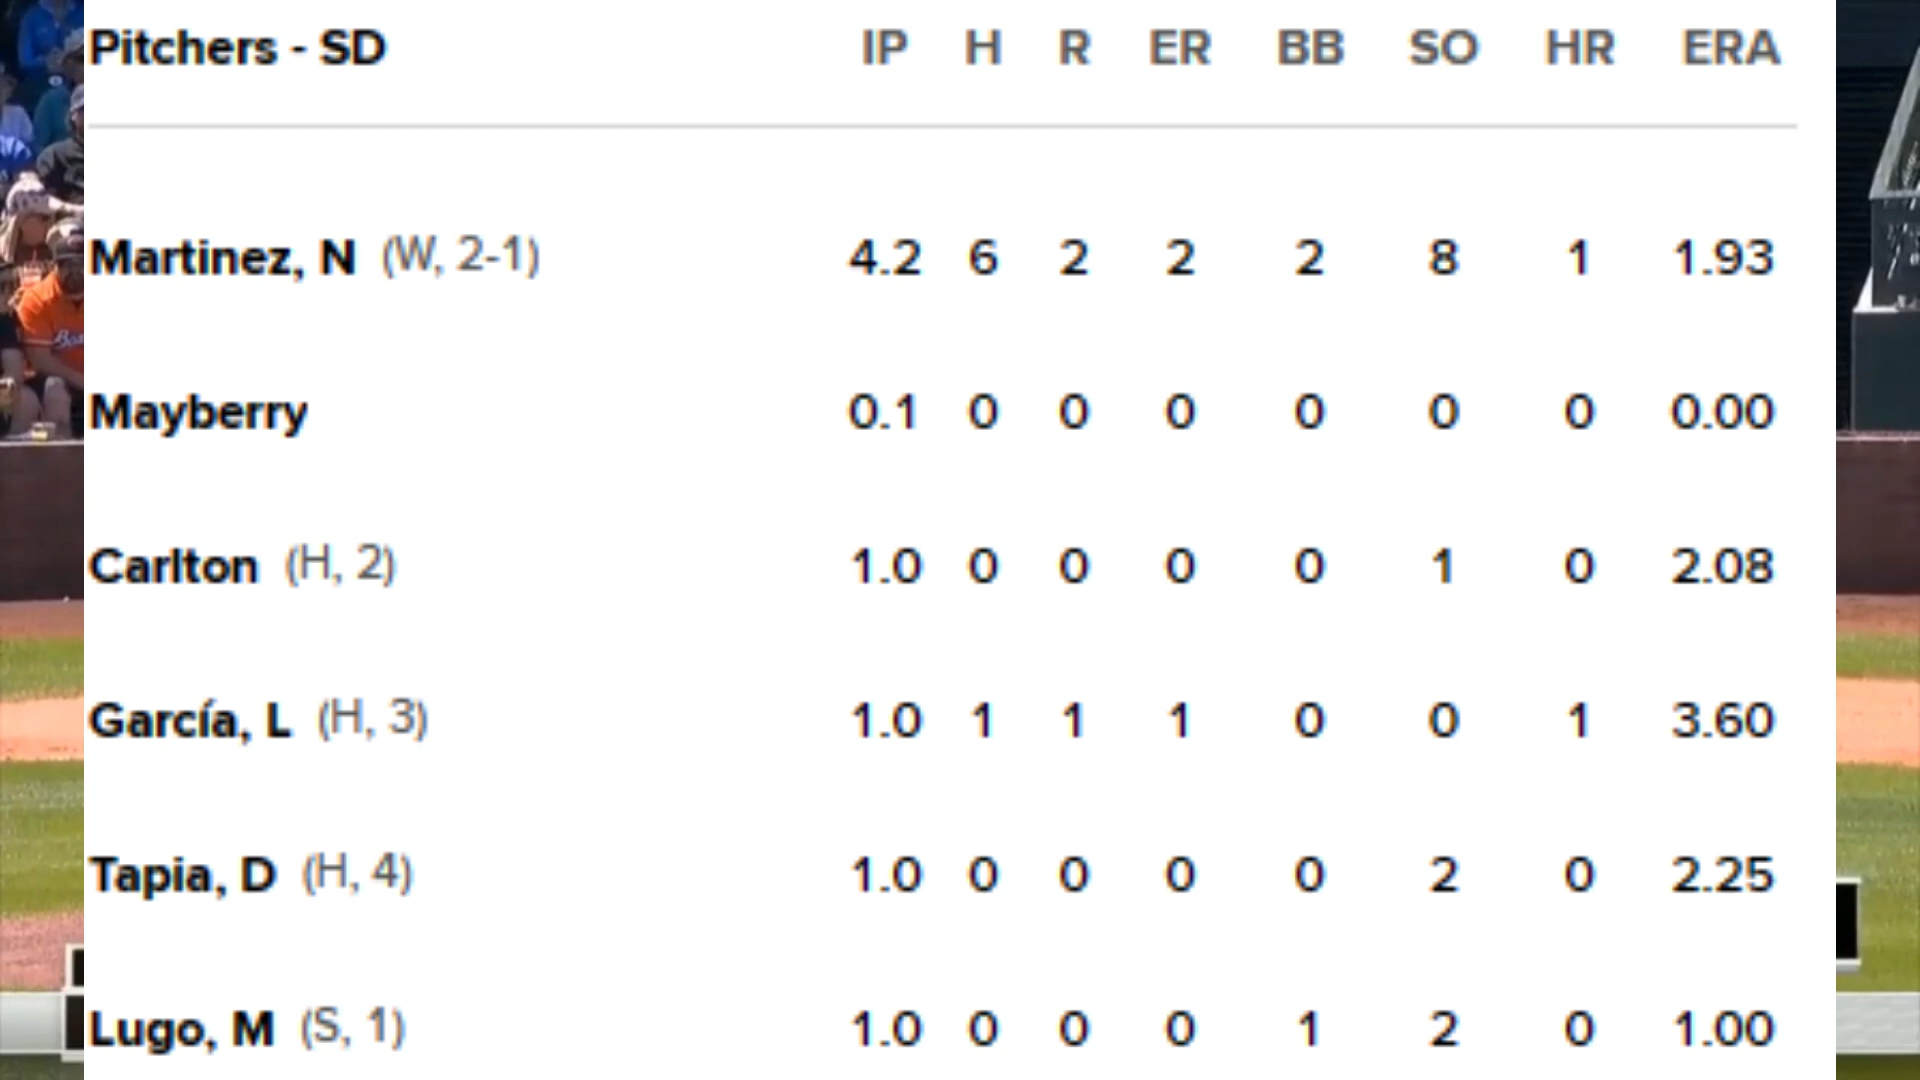 Pitchers - SD IP H R ER BB SO HR ERA
Martinez, N (W, 2-1) 4.2 6 2 2 2 8 1 1.93
Mayberry 0.1 0 0 0 0 0 0 0.00
Carlton (H, 2) 1.0 0 0 0 0 1 0 2.08
García, L (H, 3) 1.0 1 1 1 0 0 1 3.60
Tapia, D (H, 4) 1.0 0 0 0 0 2 0 2.25
Lugo, M (S, 1) 1.0 0 0 0 1 2 0 1.00